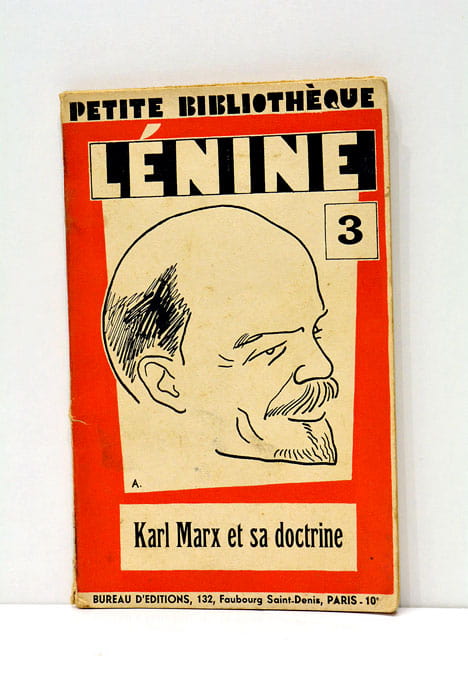 PETITE BIBLIOTHÈQUE
LÉNINE
3
A.
Karl Marx et sa doctrine
BUREAU D'EDITIONS, 132, Faubourg Saint-Denis, PARIS - 10ᵉ